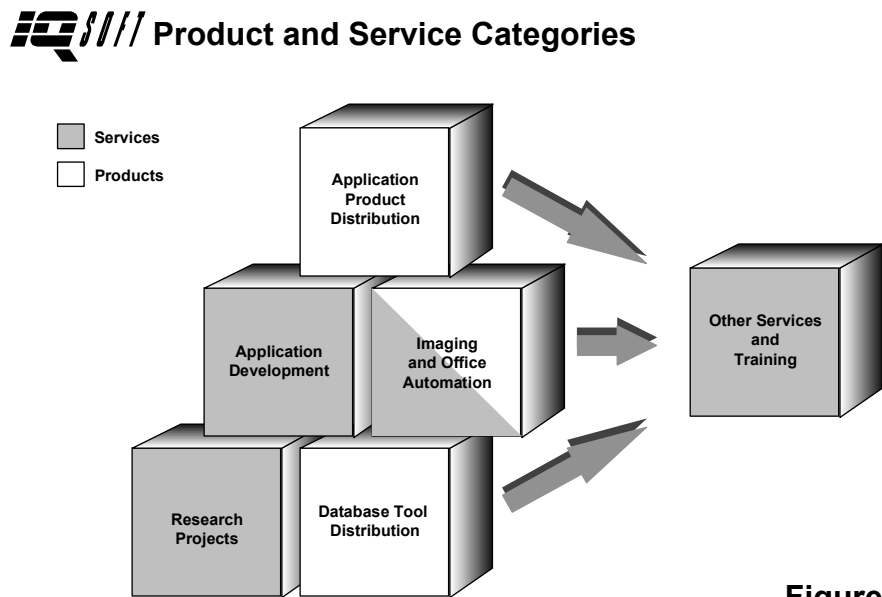 IQSOFT Product and Service Categories
Services
Products
Application
Product
Distribution
Application
Development
Imaging
and Office
Automation
Other Services
and
Training
Research
Projects
Database Tool
Distribution
Figure